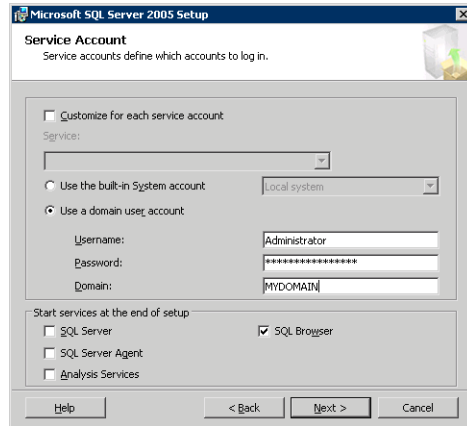 Microsoft SQL Server 2005 Setup
Service Account
Service accounts define which accounts to log in.
Customize for each service account
Service:
Use the built-in System account
Local system
Use a domain user account
Username:
Administrator
Password:
****************
Domain:
MYDOMAIN
Start services at the end of setup
SQL Server
SQL Browser
SQL Server Agent
Analysis Services
Help
< Back
Next >
Cancel